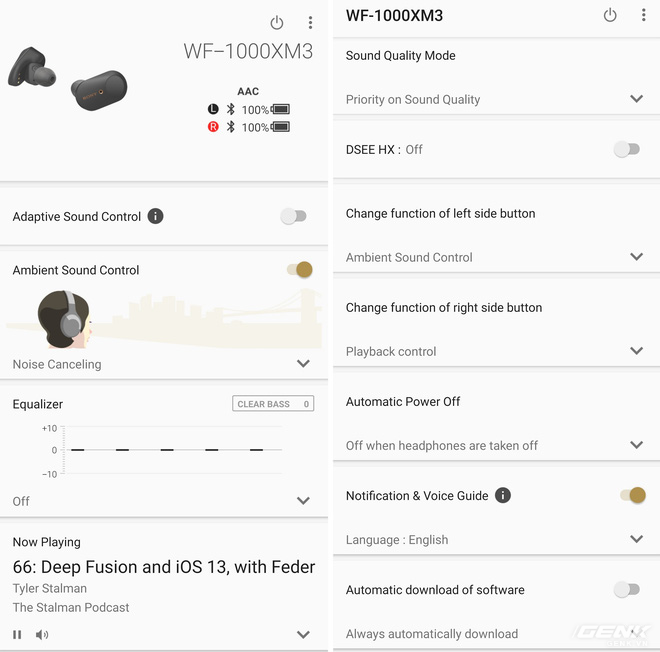 WF-1000XM3
AAC
L 100%
R 100%
Adaptive Sound Control
Ambient Sound Control
Noise Canceling
Equalizer
CLEAR BASS 0
+10
0
-10
Off
Now Playing
66: Deep Fusion and iOS 13, with Feder
Tyler Stalman
The Stalman Podcast
WF-1000XM3
Sound Quality Mode
Priority on Sound Quality
DSEE HX : Off
Change function of left side button
Ambient Sound Control
Change function of right side button
Playback control
Automatic Power Off
Off when headphones are taken off
Notification & Voice Guide
Language : English
Automatic download of software
Always automatically download
GENK